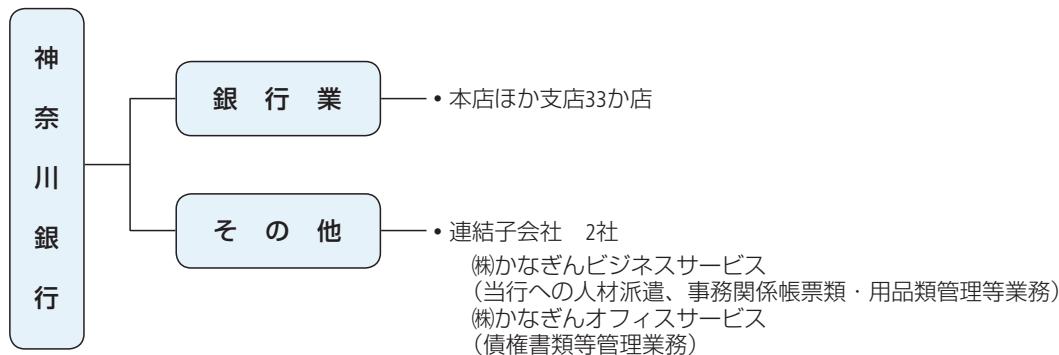 神奈川銀行
銀行業
• 本店ほか支店33か店
その他
• 連結子会社 2社
㈱かなぎんビジネスサービス
（当行への人材派遣、事務関係帳票類・用品類管理等業務）
㈱かなぎんオフィスサービス
（債権書類等管理業務）